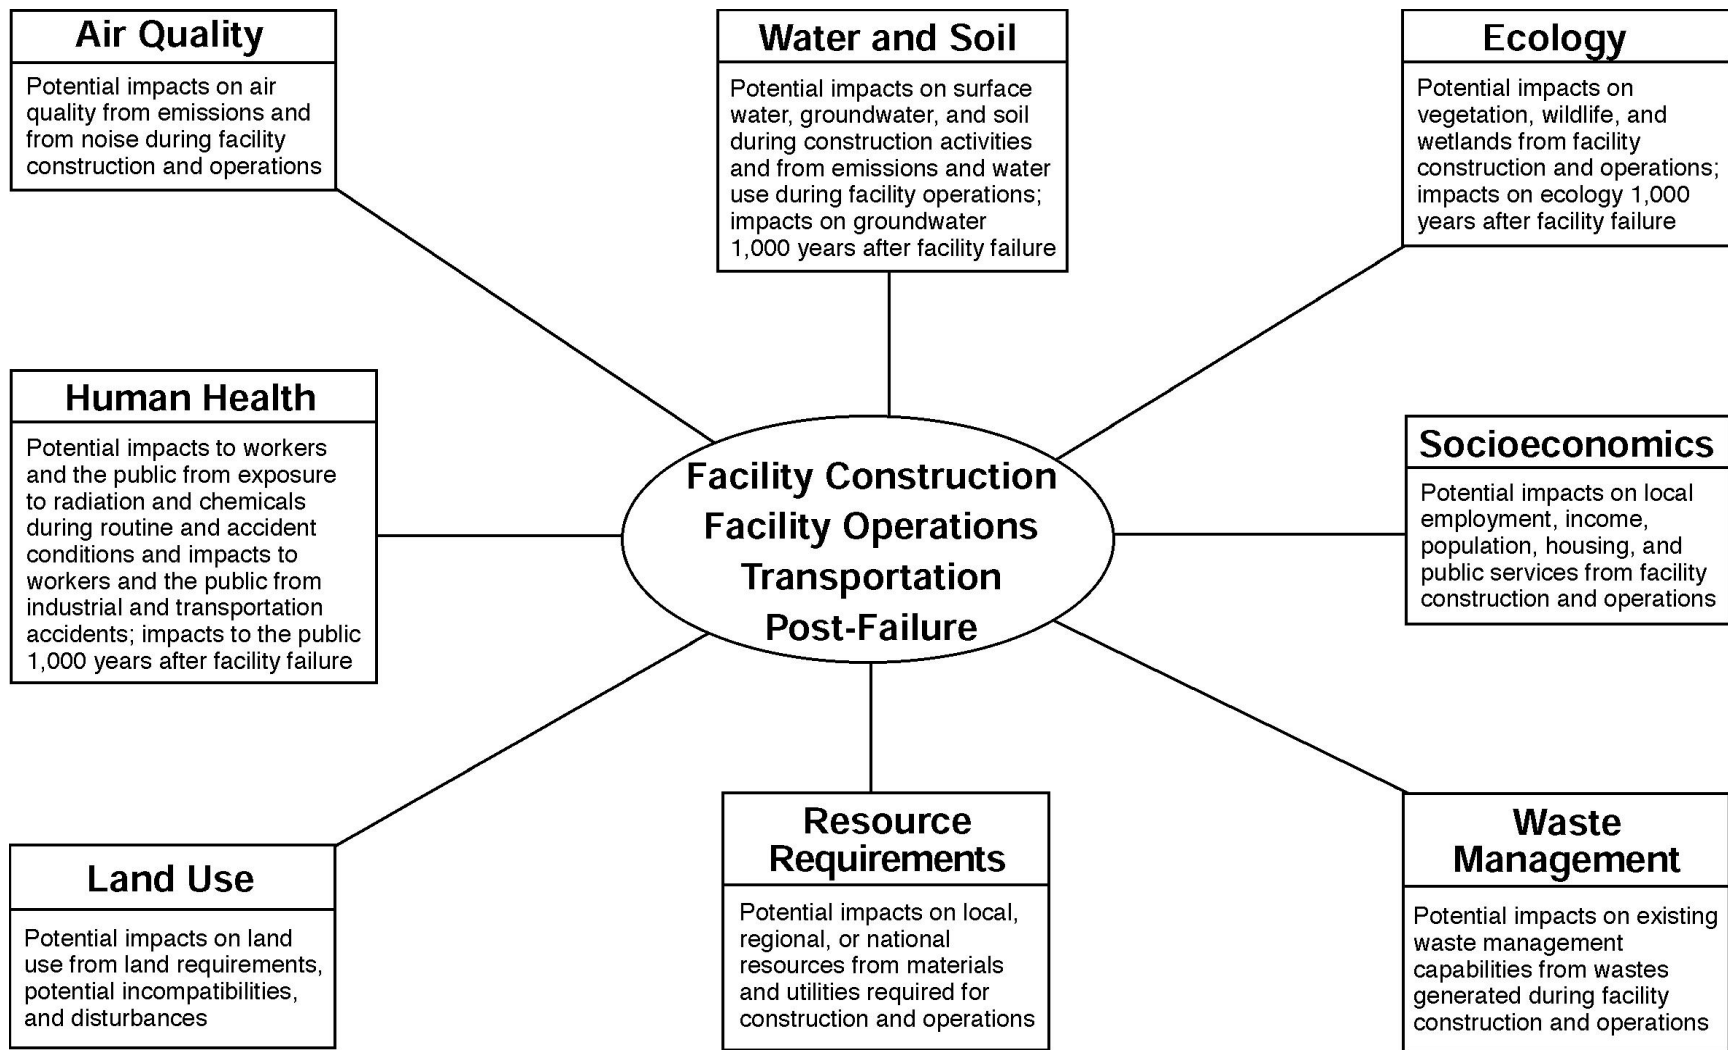 Air Quality
Potential impacts on air
quality from emissions and
from noise during facility
construction and operations
Water and Soil
Potential impacts on surface
water, groundwater, and soil
during construction activities
and from emissions and water
use during facility operations;
impacts on groundwater
1,000 years after facility failure
Ecology
Potential impacts on
vegetation, wildlife, and
wetlands from facility
construction and operations;
impacts on ecology 1,000
years after facility failure
Human Health
Potential impacts to workers
and the public from exposure
to radiation and chemicals
during routine and accident
conditions and impacts to
workers and the public from
industrial and transportation
accidents; impacts to the public
1,000 years after facility failure
Facility Construction
Facility Operations
Transportation
Post-Failure
Socioeconomics
Potential impacts on local
employment, income,
population, housing, and
public services from facility
construction and operations
Land Use
Potential impacts on land
use from land requirements,
potential incompatibilities,
and disturbances
Resource
Requirements
Potential impacts on local,
regional, or national
resources from materials
and utilities required for
construction and operations
Waste
Management
Potential impacts on existing
waste management
capabilities from wastes
generated during facility
construction and operations